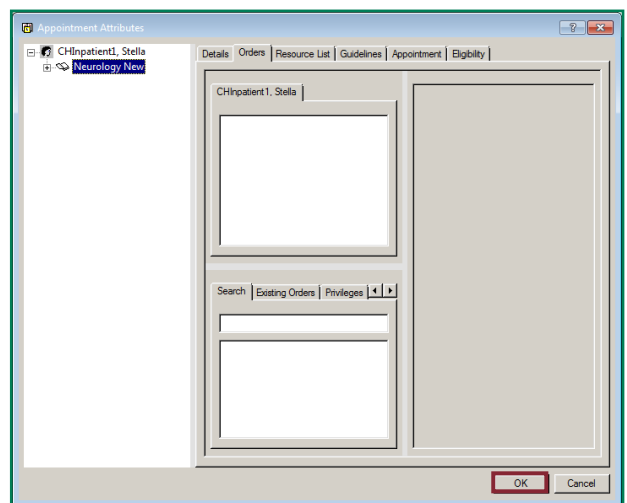 Appointment Attributes
CHInpatient1, Stella
Neurology New
Details Orders Resource List Guidelines Appointment Eligibility
CHInpatient1, Stella
Search Existing Orders Privileges
OK Cancel